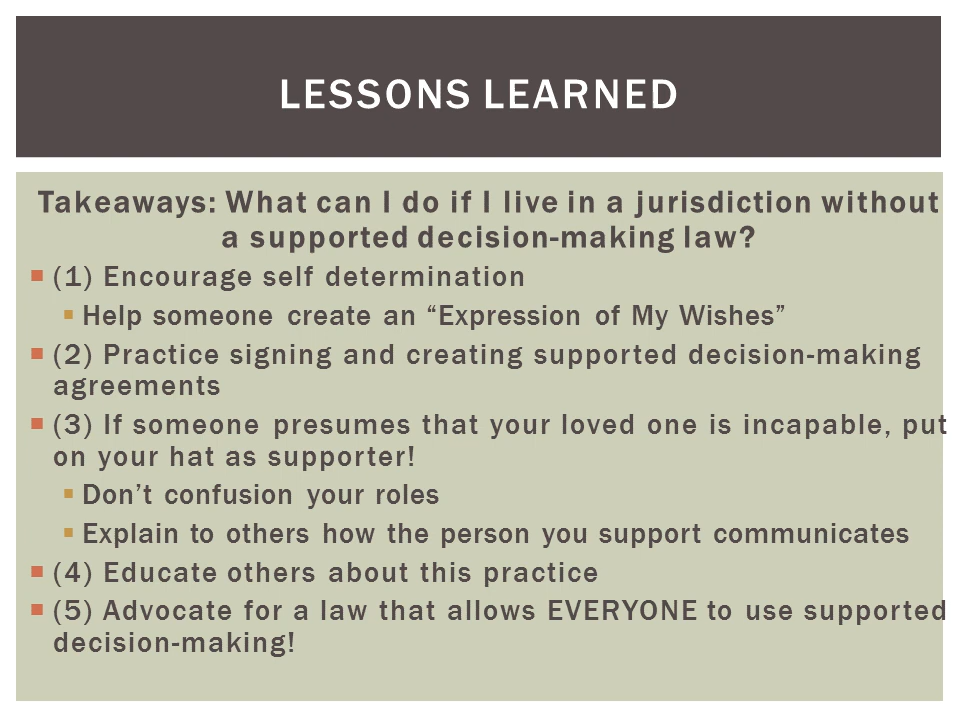 LESSONS LEARNED
Takeaways: What can I do if I live in a jurisdiction without
a supported decision-making law?
(1) Encourage self determination
Help someone create an “Expression of My Wishes”
(2) Practice signing and creating supported decision-making
agreements
(3) If someone presumes that your loved one is incapable, put
on your hat as supporter!
Don’t confusion your roles
Explain to others how the person you support communicates
(4) Educate others about this practice
(5) Advocate for a law that allows EVERYONE to use supported
decision-making!